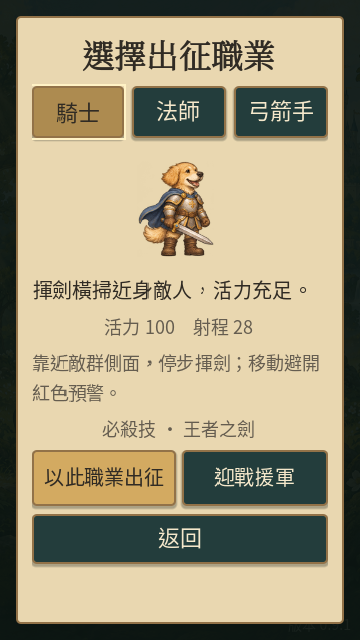 選擇出征職業
騎士
法師
弓箭手
揮劍橫掃近身敵人，活力充足。
活力 100 射程 28
靠近敵群側面，停步揮劍；移動避開
紅色預警。
必殺技 · 王者之劍
以此職業出征
迎戰援軍
返回